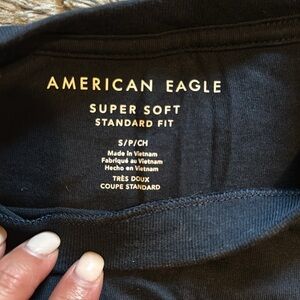 AMERICAN EAGLE
SUPER SOFT
STANDARD FIT
S/P/CH
Made in Vietnam
Fabriqué au Vietnam
Hecho en Vietnam
TRÈS DOUX
COUPE STANDARD